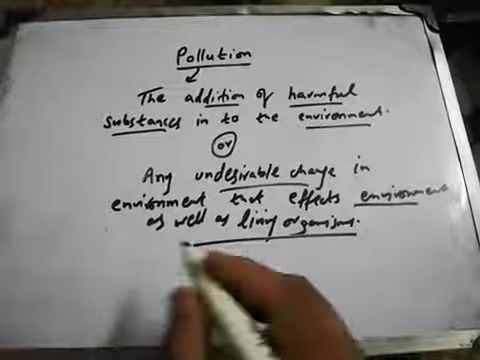 Pollution
The addition of harmful
substances in to the environment.
or
Any undesirable change in
envirnment that effects environment
as well as living organisms.